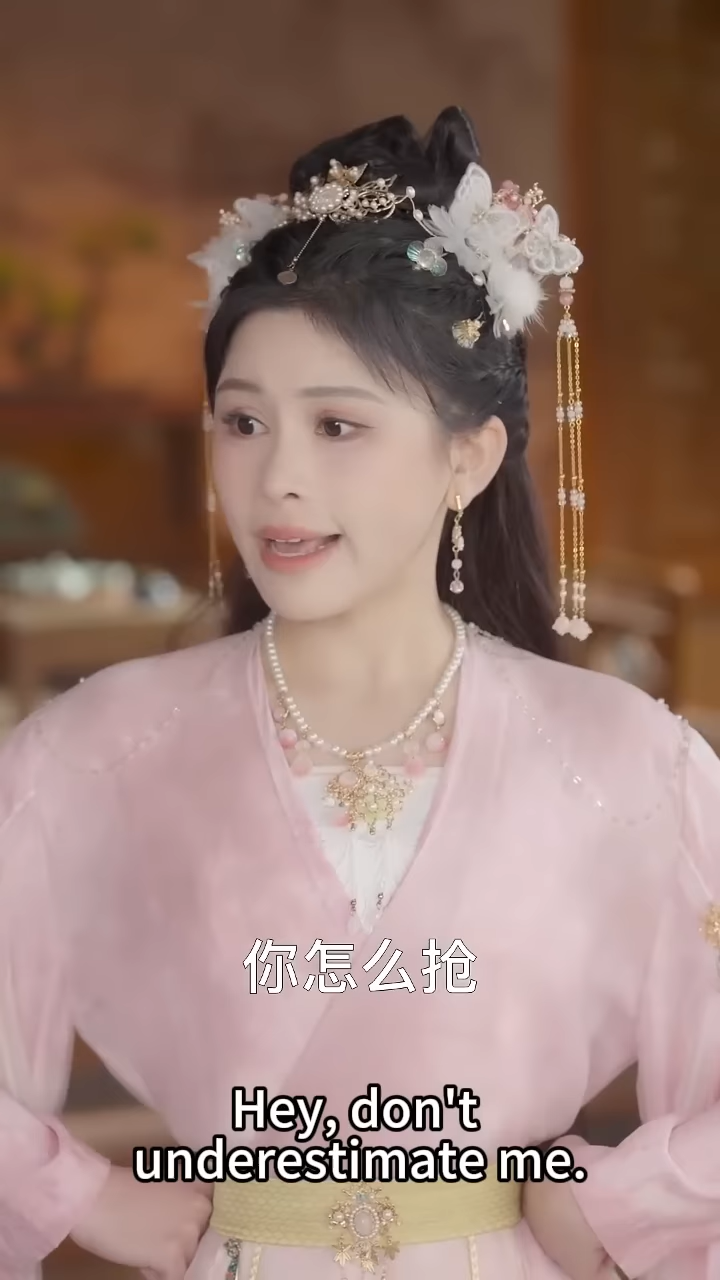 你怎么抢
Hey, don't
underestimate me.